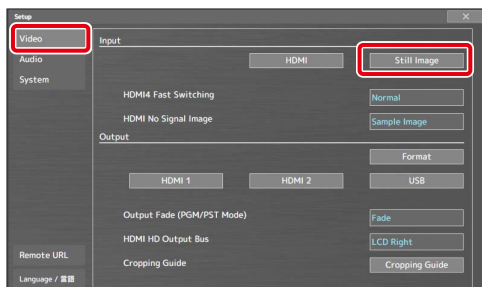 Setup
Video
Audio
System
Remote URL
Language / 言語
Input
HDMI
Still Image
HDMI4 Fast Switching
Normal
HDMI No Signal Image
Sample Image
Output
Format
HDMI 1
HDMI 2
USB
Output Fade (PGM/PST Mode)
Fade
HDMI HD Output Bus
LCD Right
Cropping Guide
Cropping Guide